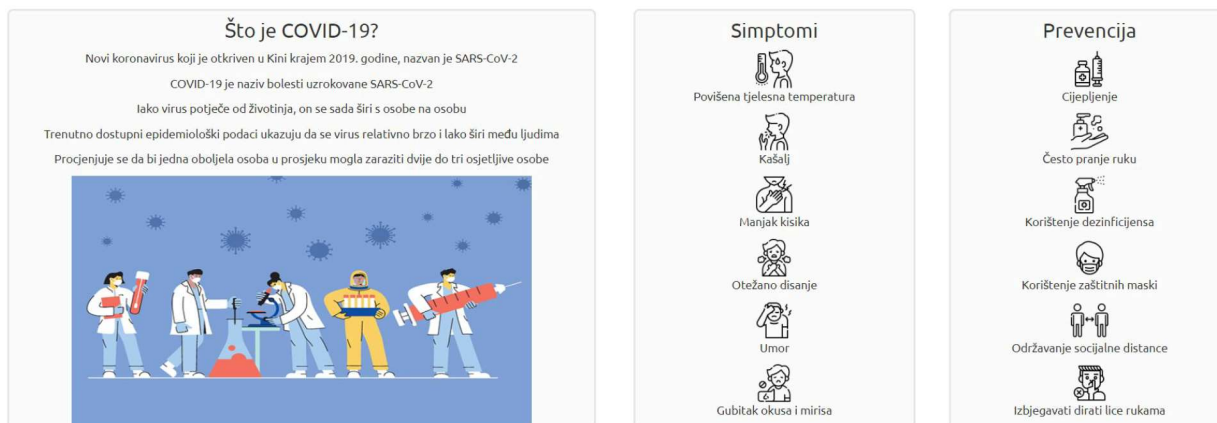 Što je COVID-19?
Novi koronavirus koji je otkriven u Kini krajem 2019. godine, nazvan je SARS-CoV-2
COVID-19 je naziv bolesti uzrokovane SARS-CoV-2
Iako virus potječe od životinja, on se sada širi s osobe na osobu
Trenutno dostupni epidemiološki podaci ukazuju da se virus relativno brzo i lako širi među ljudima
Procjenjuje se da bi jedna oboljela osoba u prosjeku mogla zaraziti dvije do tri osjetljive osobe
Simptomi
Povišena tjelesna temperatura
Kašalj
Manjak kisika
Otežano disanje
Umor
Gubitak okusa i mirisa
Prevencija
Cijepljenje
Često pranje ruku
Korištenje dezinficijensa
Korištenje zaštitnih maski
Održavanje socijalne distance
Izbjegavati dirati lice rukama